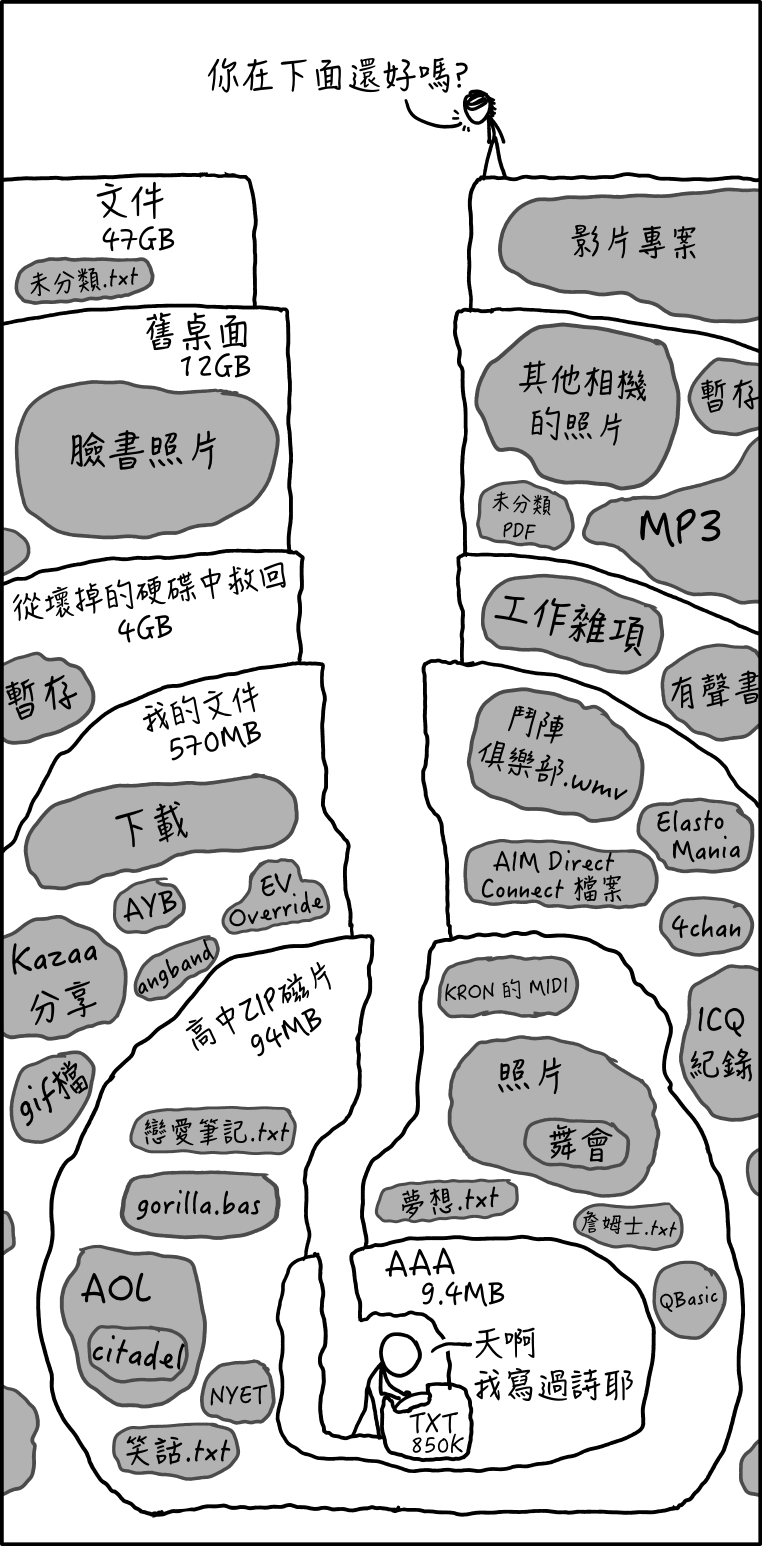 你在下面還好嗎?
文件
47GB
未分類.txt
影片專案
舊桌面
12GB
臉書照片
其他相機
的照片
暫存
未分類
PDF
MP3
從壞掉的硬碟中救回
4GB
暫存
工作雜項
有聲書
我的文件
570MB
下載
AYB
EV
Override
Kazaa
分享
angband
gif檔
鬥陣
俱樂部.wmv
Elasto
Mania
AIM Direct
Connect 檔案
4chan
ICQ
紀錄
高中ZIP磁片
94MB
戀愛筆記.txt
gorilla.bas
AOL
citadel
NYET
笑話.txt
KRON 的 MIDI
照片
舞會
夢想.txt
詹姆士.txt
QBasic
AAA
9.4MB
天啊
我寫過詩耶
TXT
850K